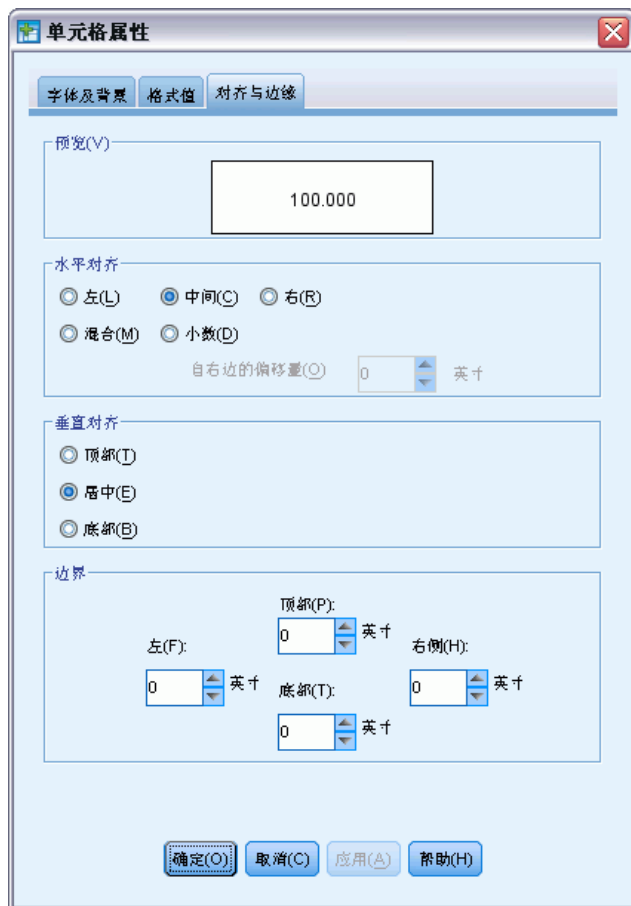 单元格属性
字体及背景 格式值 对齐与边缘
预览(V)
100.000
水平对齐
左(L) 中间(C) 右(R)
混合(M) 小数(D)
自右边的偏移量(O) 0 英寸
垂直对齐
顶部(T)
居中(E)
底部(B)
边界
顶部(P):
0 英寸
左(F): 右侧(H):
0 英寸 0 英寸
底部(T):
0 英寸
确定(O) 取消(C) 应用(A) 帮助(H)